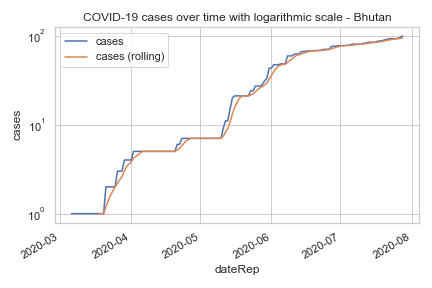 COVID-19 cases over time with logarithmic scale - Bhutan
cases
cases (rolling)
10²
10¹
10⁰
cases
2020-03
2020-04
2020-05
2020-06
2020-07
2020-08
dateRep